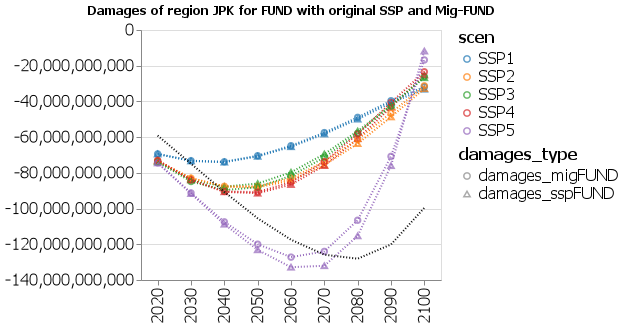 Damages of region JPK for FUND with original SSP and Mig-FUND
0
-20,000,000,000
-40,000,000,000
-60,000,000,000
-80,000,000,000
-100,000,000,000
-120,000,000,000
-140,000,000,000
2020
2030
2040
2050
2060
2070
2080
2090
2100
scen
SSP1
SSP2
SSP3
SSP4
SSP5
damages_type
damages_migFUND
damages_sspFUND